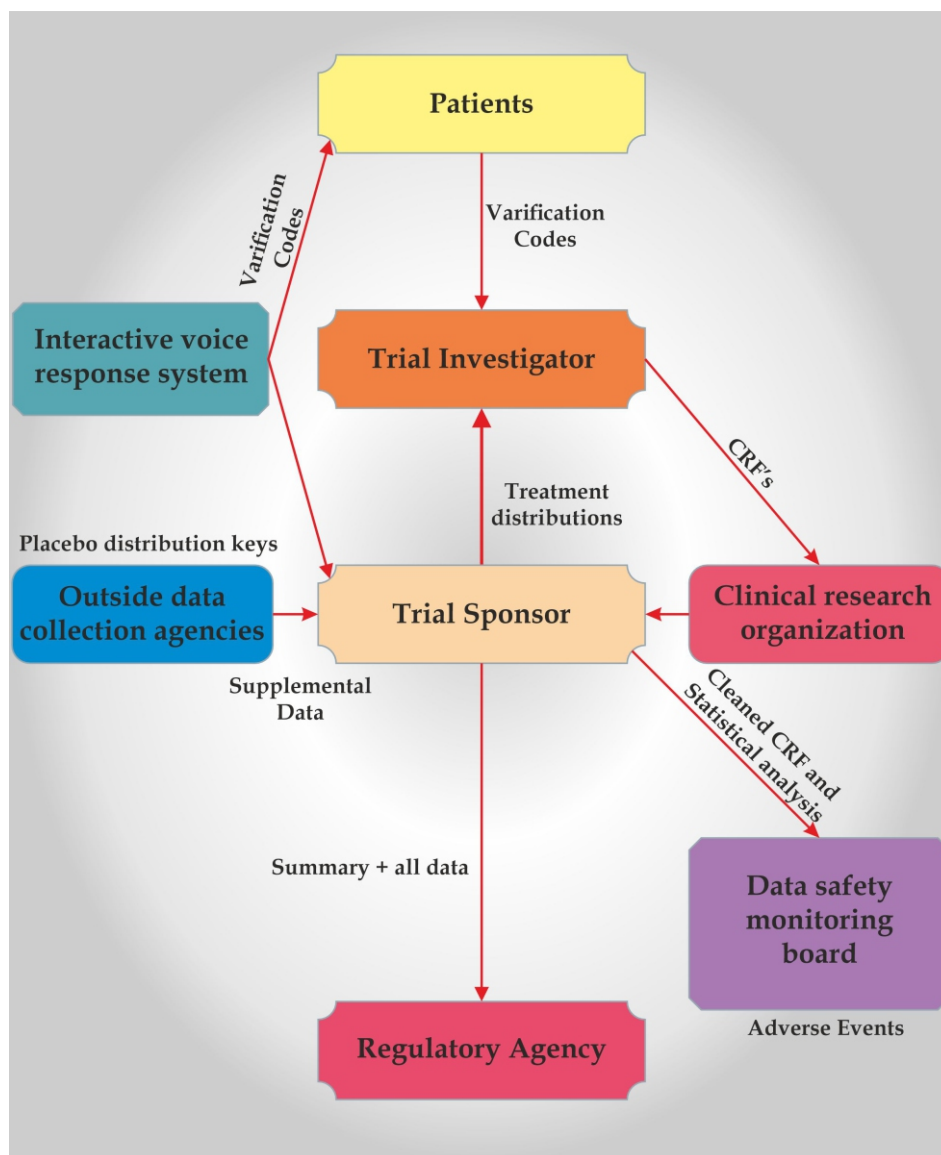 Patients
Varification
Codes
Varification
Codes
Interactive voice
response system
Trial Investigator
CRF's
Treatment
distributions
Placebo distribution keys
Outside data
collection agencies
Trial Sponsor
Clinical research
organization
Supplemental
Data
Cleaned CRF and
Statistical analysis
Summary + all data
Data safety
monitoring
board
Adverse Events
Regulatory Agency